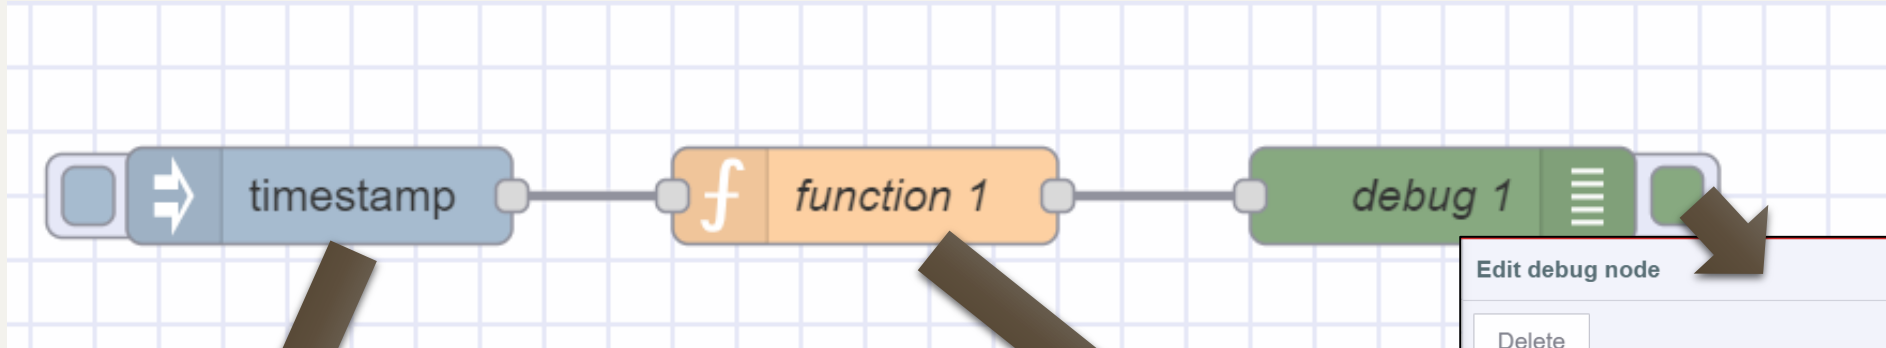 timestamp
function 1
debug 1
Edit debug node
Delete